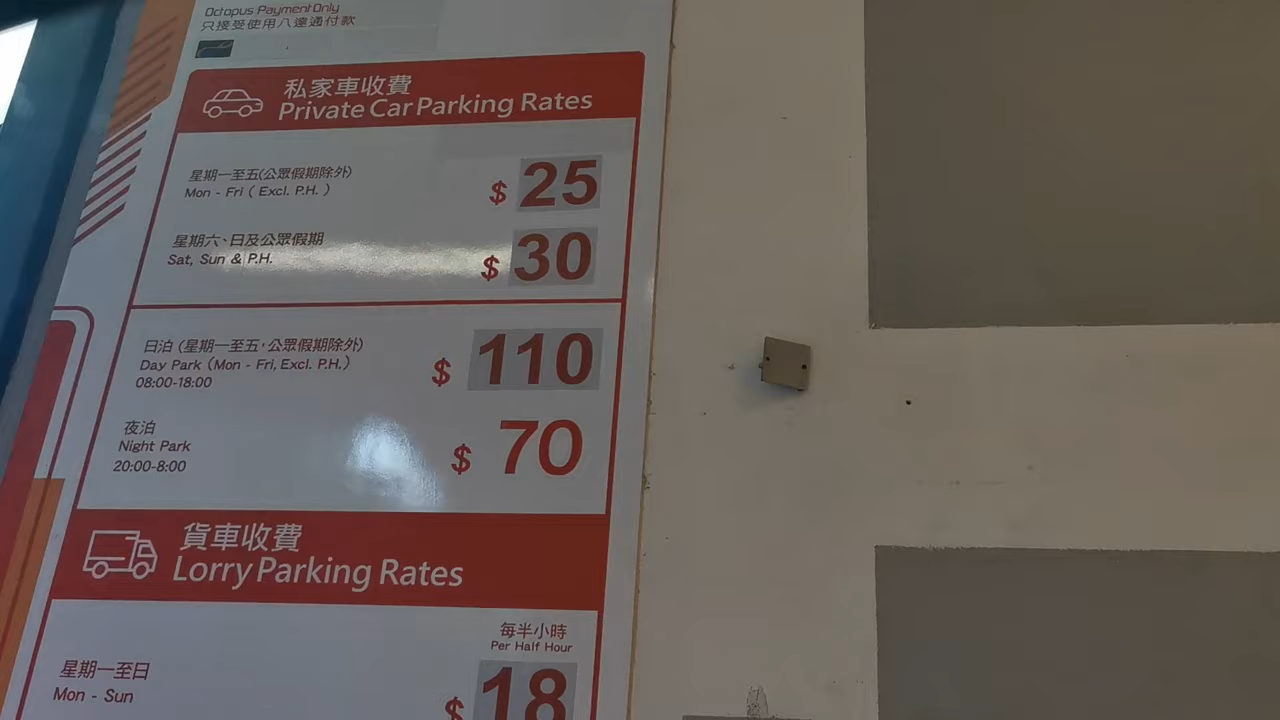 Octopus Payment Only
只接受使用八達通付款
私家車收費
Private Car Parking Rates
星期一至五(公眾假期除外)
Mon - Fri ( Excl. P.H. )
$ 25
星期六、日及公眾假期
Sat, Sun & P.H.
$ 30
日泊 (星期一至五，公眾假期除外)
Day Park (Mon - Fri, Excl. P.H.)
08:00-18:00
$ 110
夜泊
Night Park
20:00-8:00
$ 70
貨車收費
Lorry Parking Rates
每半小時
Per Half Hour
星期一至日
Mon - Sun
$ 18